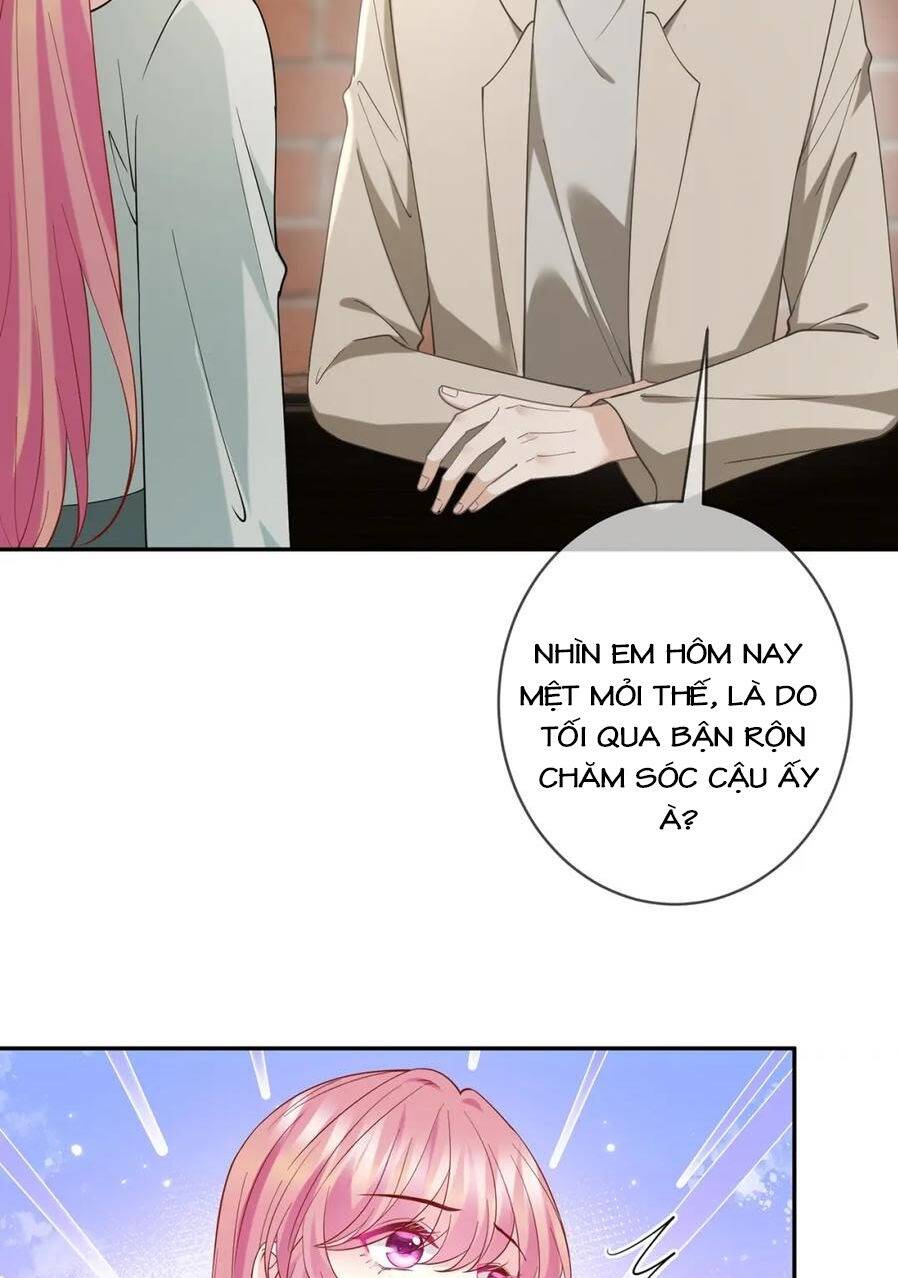 NHÌN EM HÔM NAY
MỆT MỎI THẾ, LÀ DO
TỐI QUA BẬN RỘN
CHĂM SÓC CẬU ẤY
À?